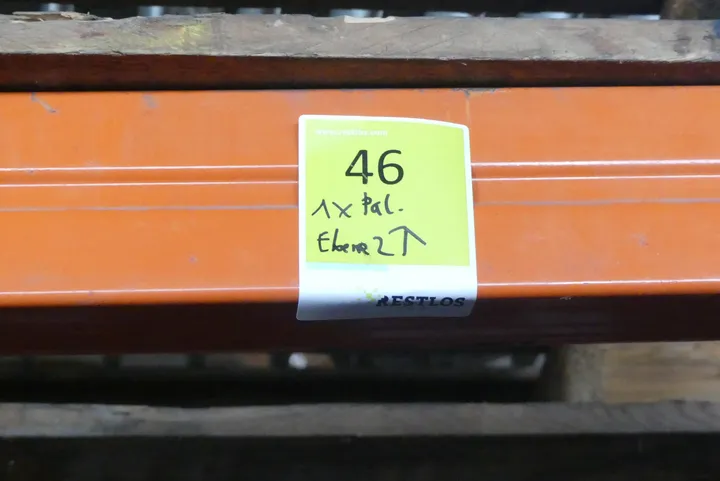 46
1x Pal.
Ebene 2 ↑
RESTLOS